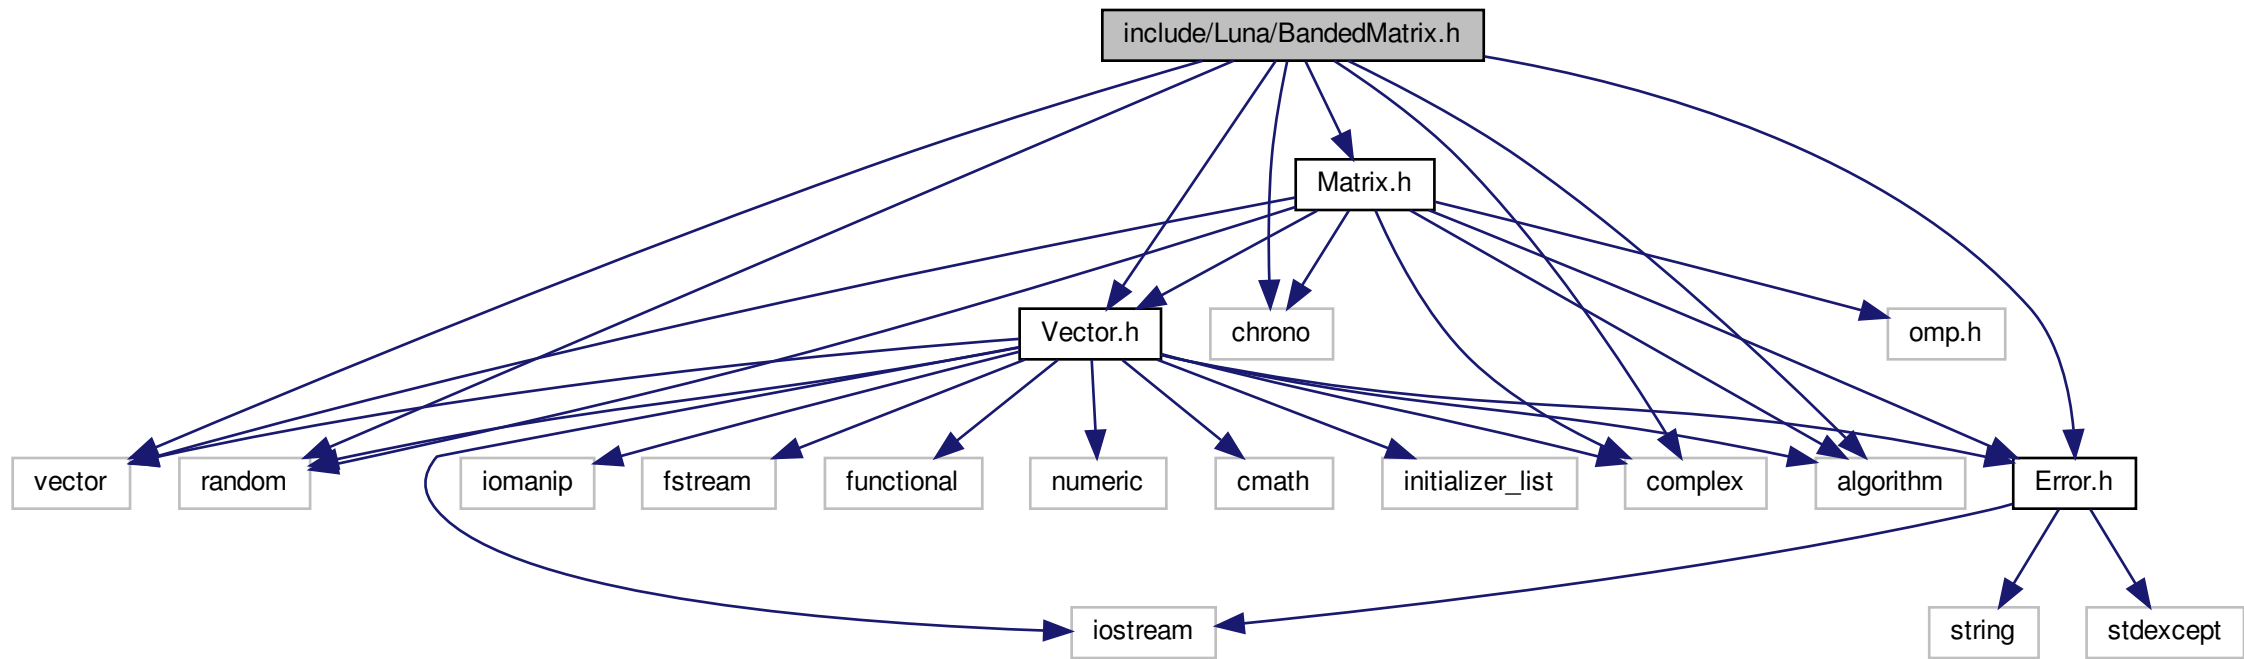 include/Luna/BandedMatrix.h
Matrix.h
Vector.h
chrono
omp.h
vector
random
iomanip
fstream
functional
numeric
cmath
initializer_list
complex
algorithm
Error.h
iostream
string
stdexcept